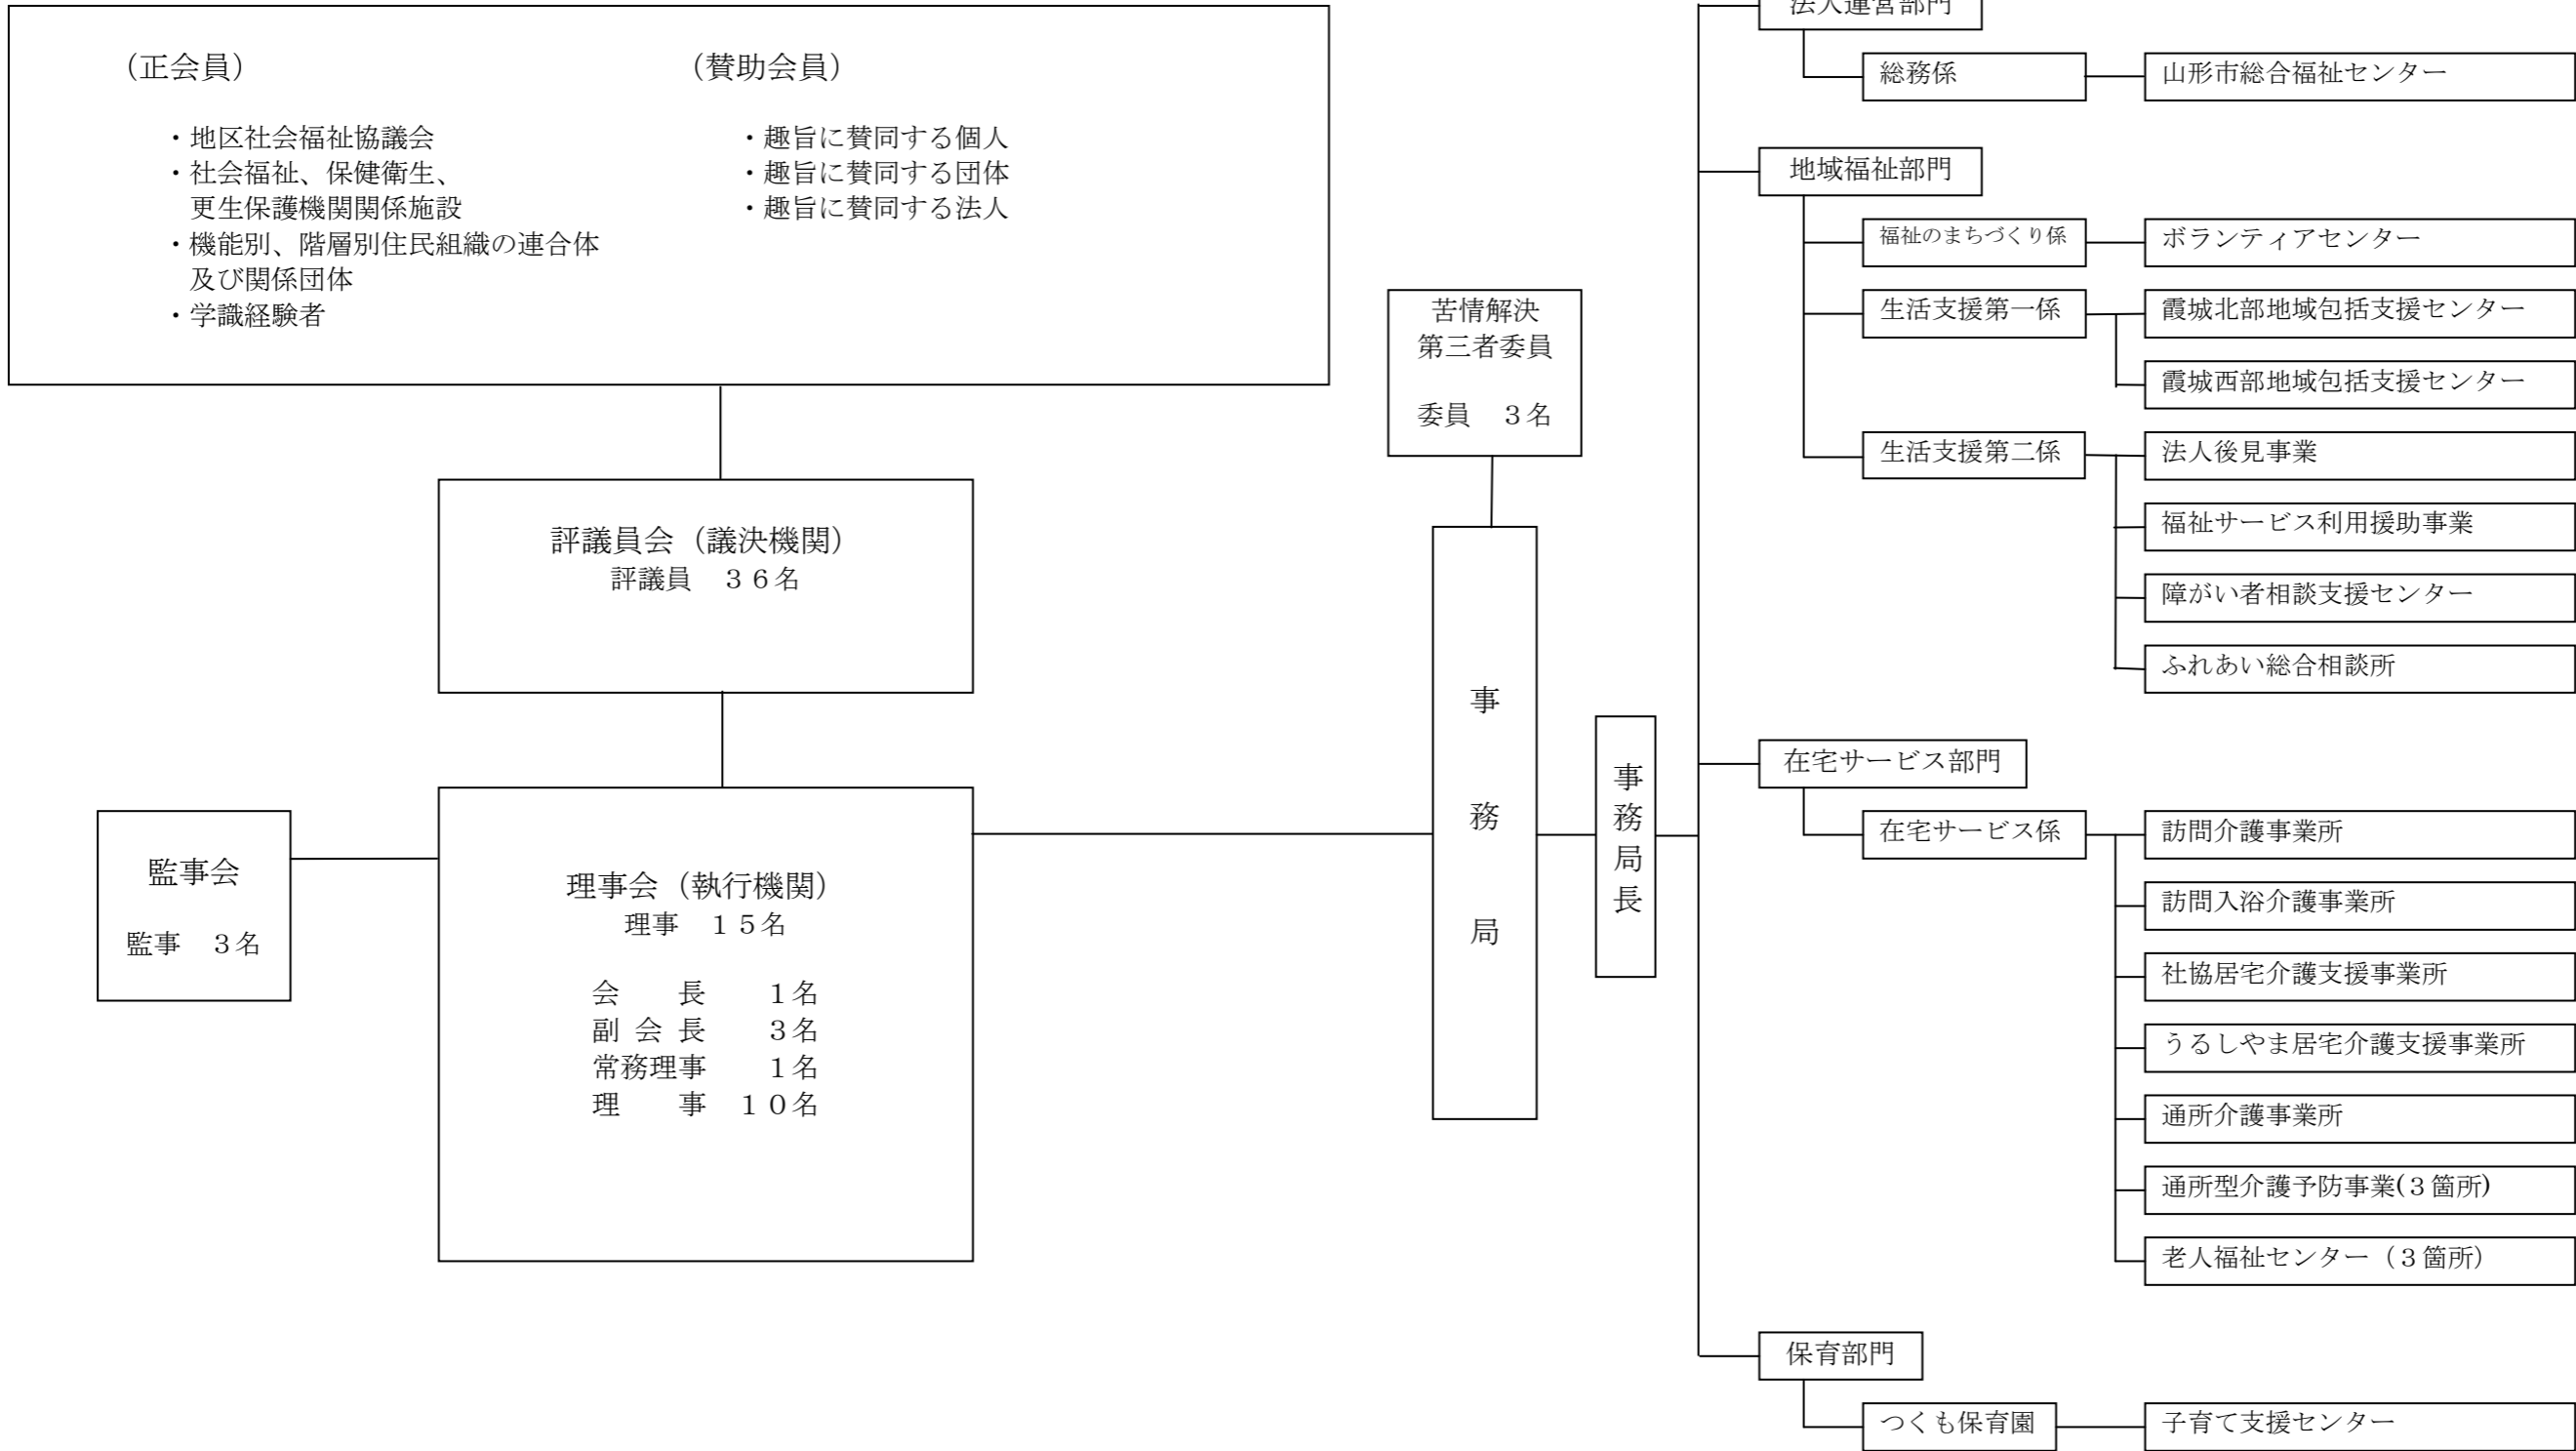 （正会員）
・地区社会福祉協議会
・社会福祉、保健衛生、
更生保護機関関係施設
・機能別、階層別住民組織の連合体
及び関係団体
・学識経験者
（賛助会員）
・趣旨に賛同する個人
・趣旨に賛同する団体
・趣旨に賛同する法人
評議員会（議決機関）
評議員　３６名
監事会
監事　３名
理事会（執行機関）
理事　１５名
会　　長　　１名
副 会 長　　３名
常務理事　　１名
理　　事　１０名
苦情解決
第三者委員
委員　３名
事務局
事務局長
法人運営部門
総務係
山形市総合福祉センター
地域福祉部門
福祉のまちづくり係
ボランティアセンター
生活支援第一係
霞城北部地域包括支援センター
霞城西部地域包括支援センター
生活支援第二係
法人後見事業
福祉サービス利用援助事業
障がい者相談支援センター
ふれあい総合相談所
在宅サービス部門
在宅サービス係
訪問介護事業所
訪問入浴介護事業所
社協居宅介護支援事業所
うるしやま居宅介護支援事業所
通所介護事業所
通所型介護予防事業(３箇所)
老人福祉センター（３箇所）
保育部門
つくも保育園
子育て支援センター